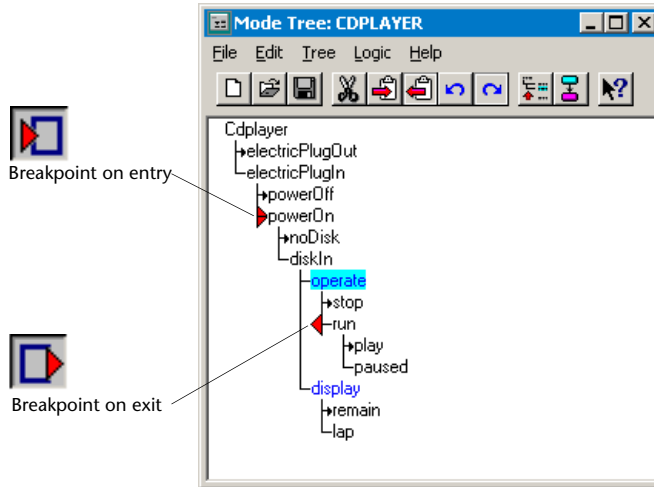 Mode Tree: CDPLAYER
File Edit Tree Logic Help
Cdplayer
electricPlugOut
electricPlugIn
Breakpoint on entry
powerOff
powerOn
noDisk
diskIn
operate
stop
run
play
paused
Breakpoint on exit
display
remain
lap